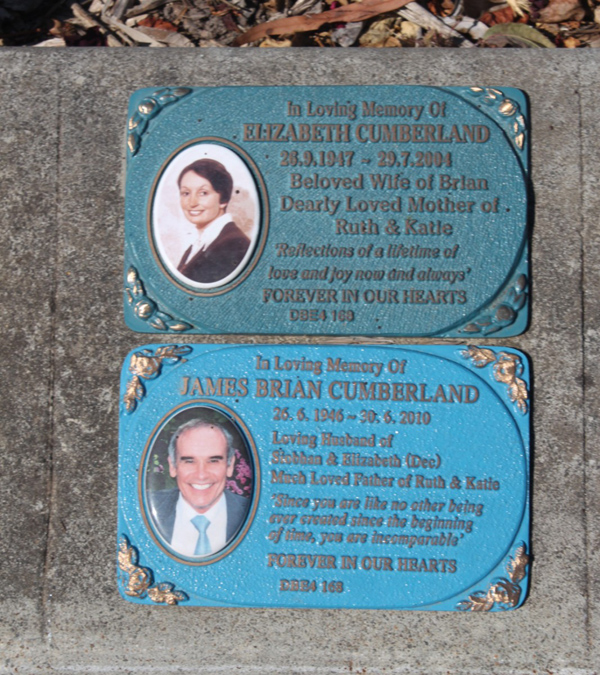 In Loving Memory Of
ELIZABETH CUMBERLAND
28.9.1947 ~ 29.7.2004
Beloved Wife of Brian
Dearly Loved Mother of
Ruth & Katie
'Reflections of a lifetime of
love and joy now and always'
FOREVER IN OUR HEARTS
DBE4 168
In Loving Memory Of
JAMES BRIAN CUMBERLAND
26. 6. 1946 ~ 30. 6. 2010
Loving Husband of
Siobhan & Elizabeth (Dec)
Much Loved Father of Ruth & Katie
'Since you are like no other being
ever created since the beginning
of time, you are incomparable'
FOREVER IN OUR HEARTS
DBE4 168